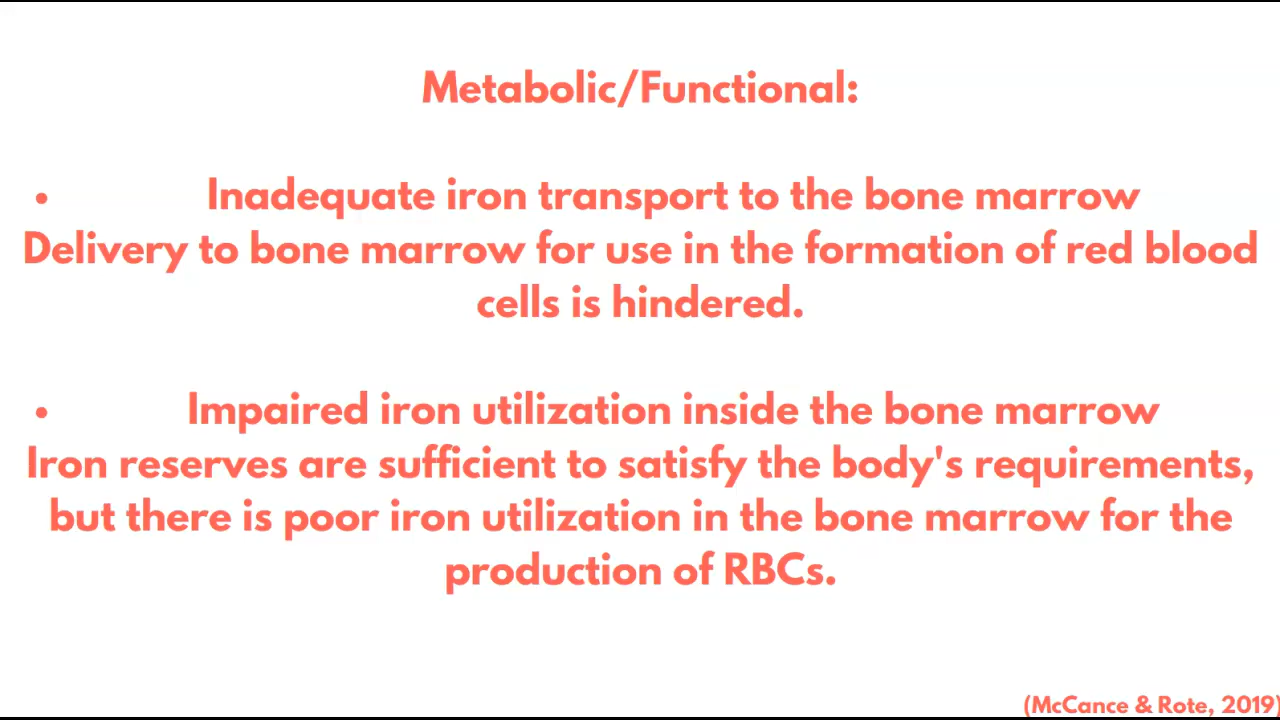 Metabolic/Functional:
• Inadequate iron transport to the bone marrow
Delivery to bone marrow for use in the formation of red blood
cells is hindered.
• Impaired iron utilization inside the bone marrow
Iron reserves are sufficient to satisfy the body's requirements,
but there is poor iron utilization in the bone marrow for the
production of RBCs.
(McCance & Rote, 2019)